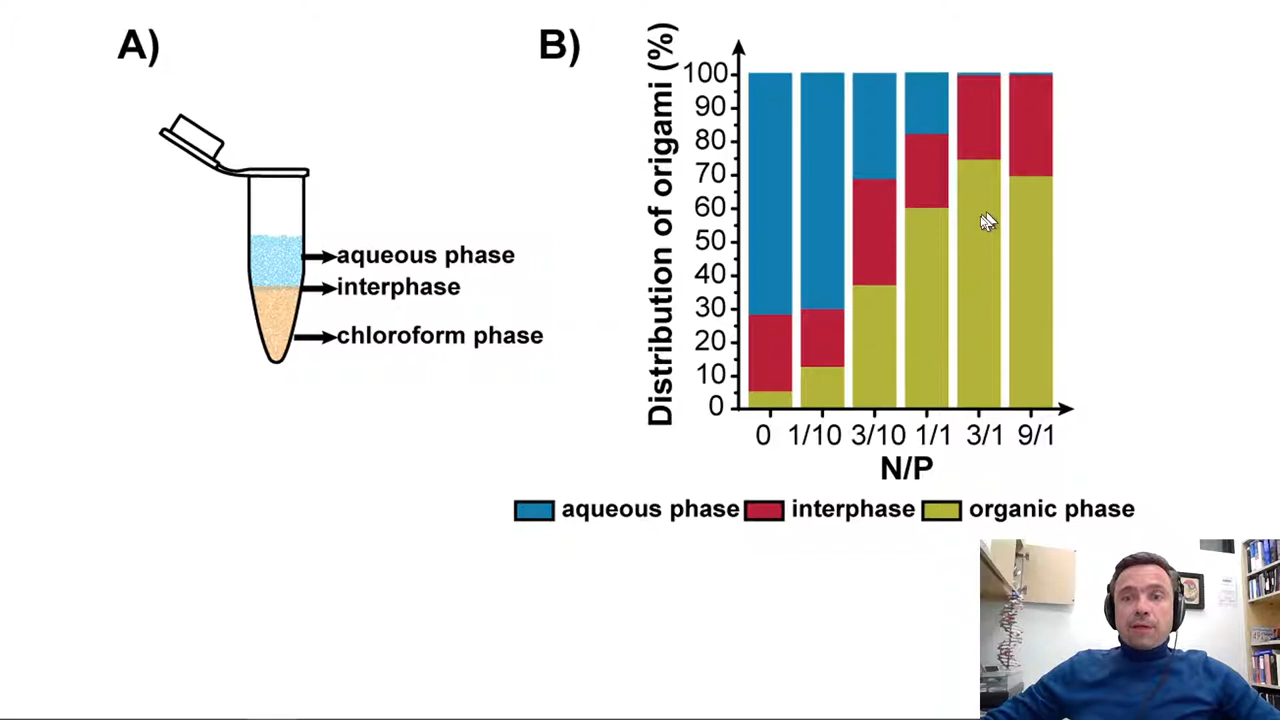 A)
aqueous phase
interphase
chloroform phase
B)
Distribution of origami (%)
100
90
80
70
60
50
40
30
20
10
0
0 1/10 3/10 1/1 3/1 9/1
N/P
aqueous phase interphase organic phase